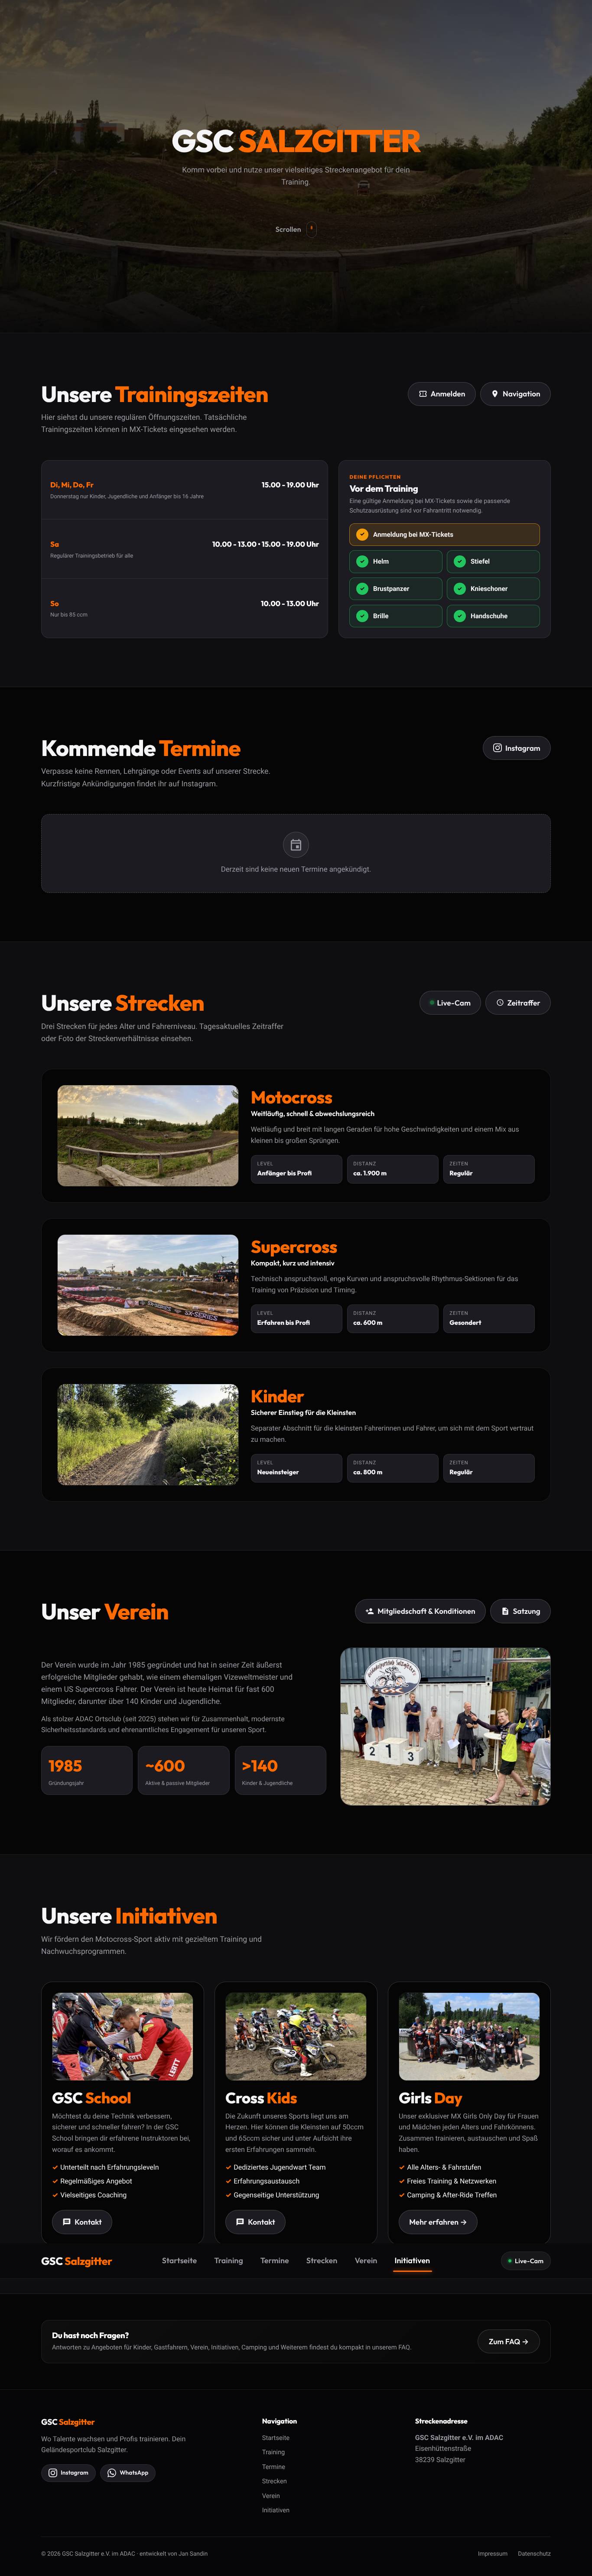 GSC SALZGITTER
Komm vorbei und nutze unser vielseitiges Streckenangebot für dein
Training.
Scrollen
Unsere Trainingszeiten
Anmelden
Navigation
Hier siehst du unsere regulären Öffnungszeiten. Tatsächliche
Trainingszeiten können in MX-Tickets eingesehen werden.
Di, Mi, Do, Fr
15.00 - 19.00 Uhr
Donnerstag nur Kinder, Jugendliche und Anfänger bis 16 Jahre
Sa
10.00 - 13.00 • 15.00 - 19.00 Uhr
Regulärer Trainingsbetrieb für alle
So
10.00 - 13.00 Uhr
Nur bis 85 ccm
DEINE PFLICHTEN
Vor dem Training
Eine gültige Anmeldung bei MX-Tickets sowie die passende
Schutzausrüstung sind vor Fahrantritt notwendig.
Anmeldung bei MX-Tickets
Helm
Stiefel
Brustpanzer
Knieschoner
Brille
Handschuhe
Kommende Termine
Instagram
Verpasse keine Rennen, Lehrgänge oder Events auf unserer Strecke.
Kurzfristige Ankündigungen findet ihr auf Instagram.
Derzeit sind keine neuen Termine angekündigt.
Unsere Strecken
Live-Cam
Zeitraffer
Drei Strecken für jedes Alter und Fahrerniveau. Tagesaktuelles Zeitraffer
oder Foto der Streckenverhältnisse einsehen.
Motocross
Weitläufig, schnell & abwechslungsreich
Weitläufig und breit mit langen Geraden für hohe Geschwindigkeiten und einem Mix aus
kleinen bis großen Sprüngen.
LEVEL
Anfänger bis Profi
DISTANZ
ca. 1.900 m
ZEITEN
Regulär
Supercross
Kompakt, kurz und intensiv
Technisch anspruchsvoll, enge Kurven und anspruchsvolle Rhythmus-Sektionen für das
Training von Präzision und Timing.
LEVEL
Erfahren bis Profi
DISTANZ
ca. 600 m
ZEITEN
Gesondert
Kinder
Sicherer Einstieg für die Kleinsten
Separater Abschnitt für die kleinsten Fahrerinnen und Fahrer, um sich mit dem Sport vertraut
zu machen.
LEVEL
Neueinsteiger
DISTANZ
ca. 800 m
ZEITEN
Regulär
Unser Verein
Mitgliedschaft & Konditionen
Satzung
Der Verein wurde im Jahr 1985 gegründet und hat in seiner Zeit äußerst
erfolgreiche Mitglieder gehabt, wie einem ehemaligen Vizeweltmeister und
einem US Supercross Fahrer. Der Verein ist heute Heimat für fast 600
Mitglieder, darunter über 140 Kinder und Jugendliche.
Als stolzer ADAC Ortsclub (seit 2025) stehen wir für Zusammenhalt, modernste
Sicherheitsstandards und ehrenamtliches Engagement für unseren Sport.
1985
Gründungsjahr
~600
Aktive & passive Mitglieder
>140
Kinder & Jugendliche
2 1 3
Unsere Initiativen
Wir fördern den Motocross-Sport aktiv mit gezieltem Training und
Nachwuchsprogrammen.
GSC School
Möchtest du deine Technik verbessern,
sicherer und schneller fahren? In der GSC
School bringen dir erfahrene Instruktoren bei,
worauf es ankommt.
Unterteilt nach Erfahrungsleveln
Regelmäßiges Angebot
Vielseitiges Coaching
Kontakt
Cross Kids
Die Zukunft unseres Sports liegt uns am
Herzen. Hier können die Kleinsten auf 50ccm
und 65ccm sicher und unter Aufsicht ihre
ersten Erfahrungen sammeln.
Dediziertes Jugendwart Team
Erfahrungsaustausch
Gegenseitige Unterstützung
Kontakt
Girls Day
Unser exklusiver MX Girls Only Day für Frauen
und Mädchen jeden Alters und Fahrkönnens.
Zusammen trainieren, austauschen und Spaß
haben.
Alle Alters- & Fahrstufen
Freies Training & Netzwerken
Camping & After-Ride Treffen
Mehr erfahren →
GSC Salzgitter
Startseite
Training
Termine
Strecken
Verein
Initiativen
Live-Cam
Du hast noch Fragen?
Antworten zu Angeboten für Kinder, Gastfahrern, Verein, Initiativen, Camping und Weiterem findest du kompakt in unserem FAQ.
Zum FAQ →
GSC Salzgitter
Wo Talente wachsen und Profis trainieren. Dein
Geländesportclub Salzgitter.
Instagram
WhatsApp
Navigation
Startseite
Training
Termine
Strecken
Verein
Initiativen
Streckenadresse
GSC Salzgitter e.V. im ADAC
Eisenhüttenstraße
38239 Salzgitter
© 2026 GSC Salzgitter e.V. im ADAC · entwickelt von Jan Sandin
Impressum
Datenschutz